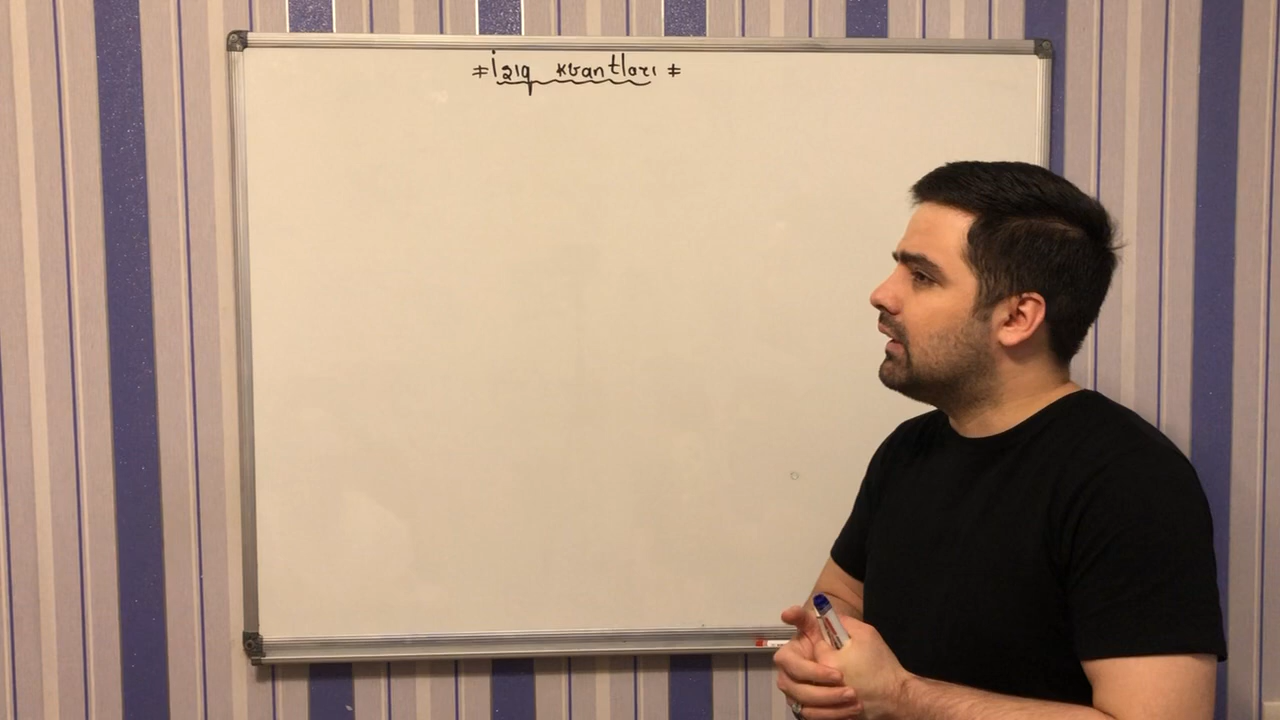 ≠ İşıq kvantları ≠